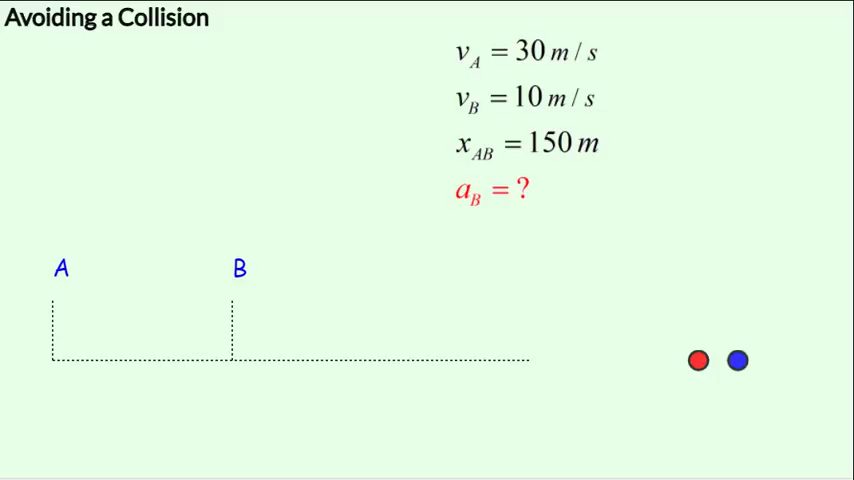 Avoiding a Collision
v_A = 30 m / s
v_B = 10 m / s
x_AB = 150 m
a_B = ?
A B